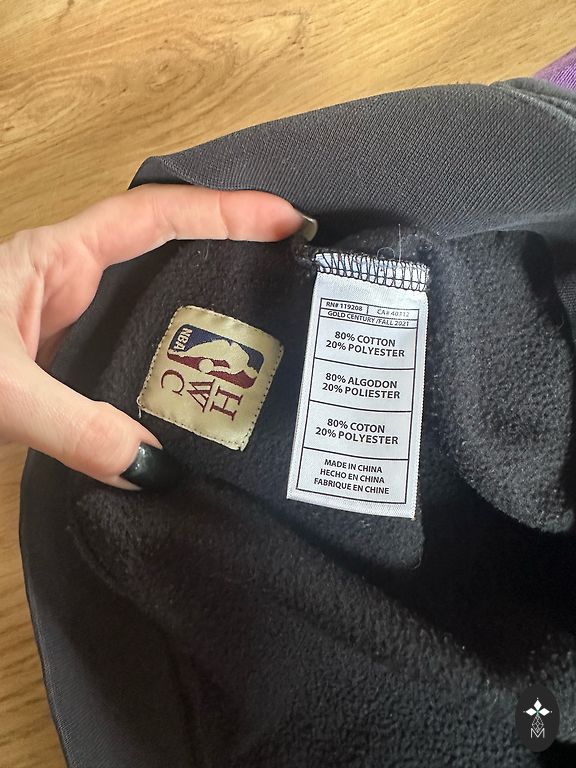 NBA
HWC
RN# 119208 CA# 40312
GOLD CENTURY /FALL 2021
80% COTTON
20% POLYESTER
80% ALGODON
20% POLIESTER
80% COTON
20% POLYESTER
MADE IN CHINA
HECHO EN CHINA
FABRIQUE EN CHINE
M